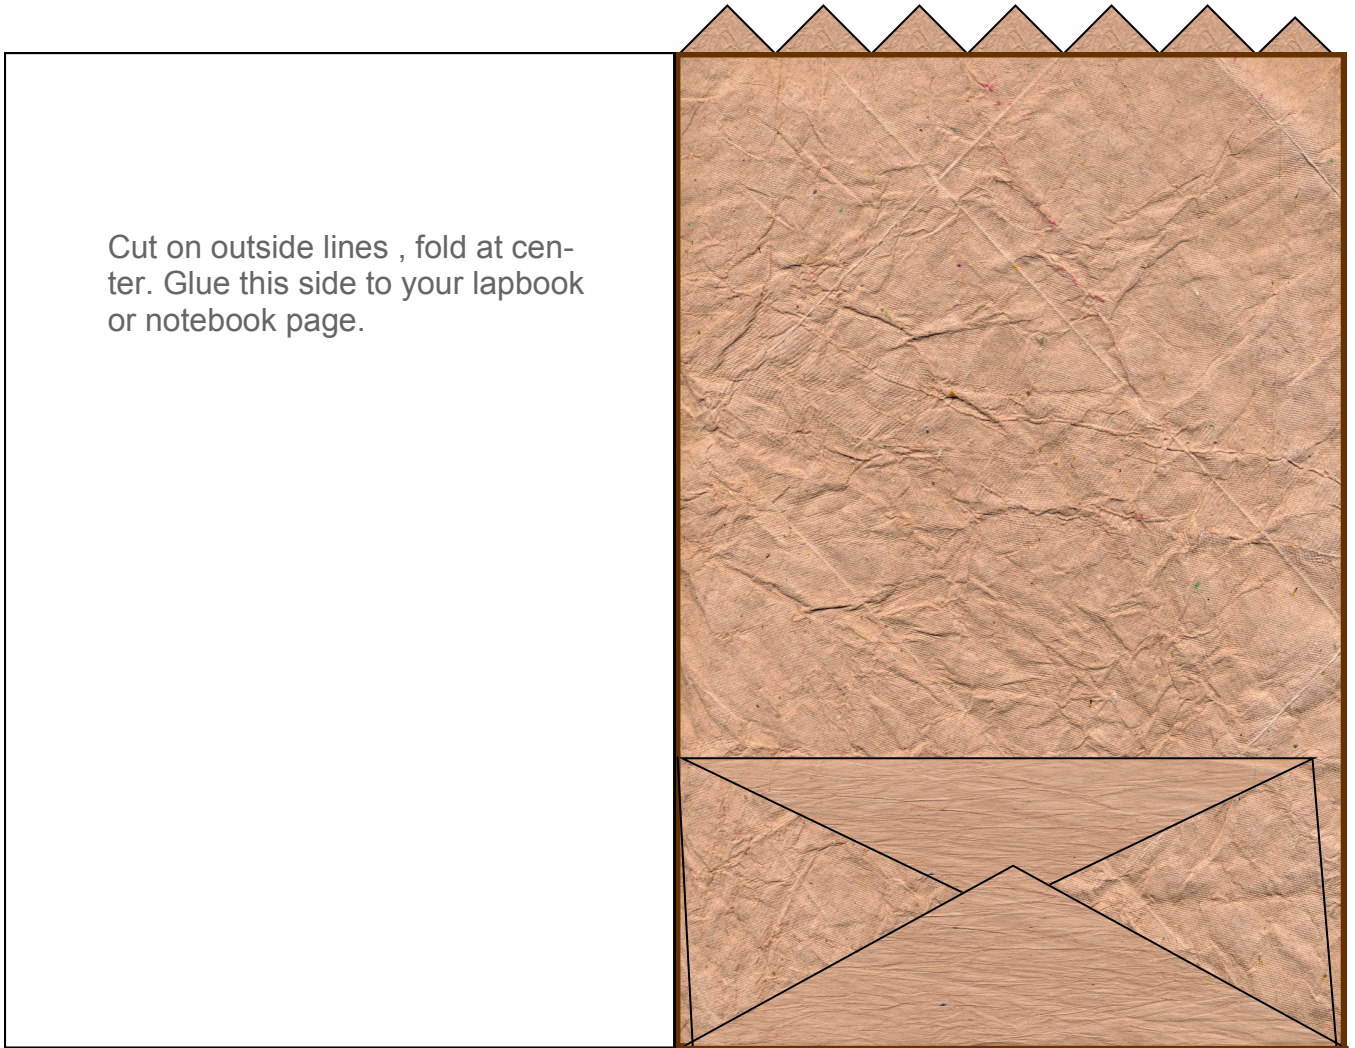 Cut on outside lines , fold at cen-
ter. Glue this side to your lapbook
or notebook page.